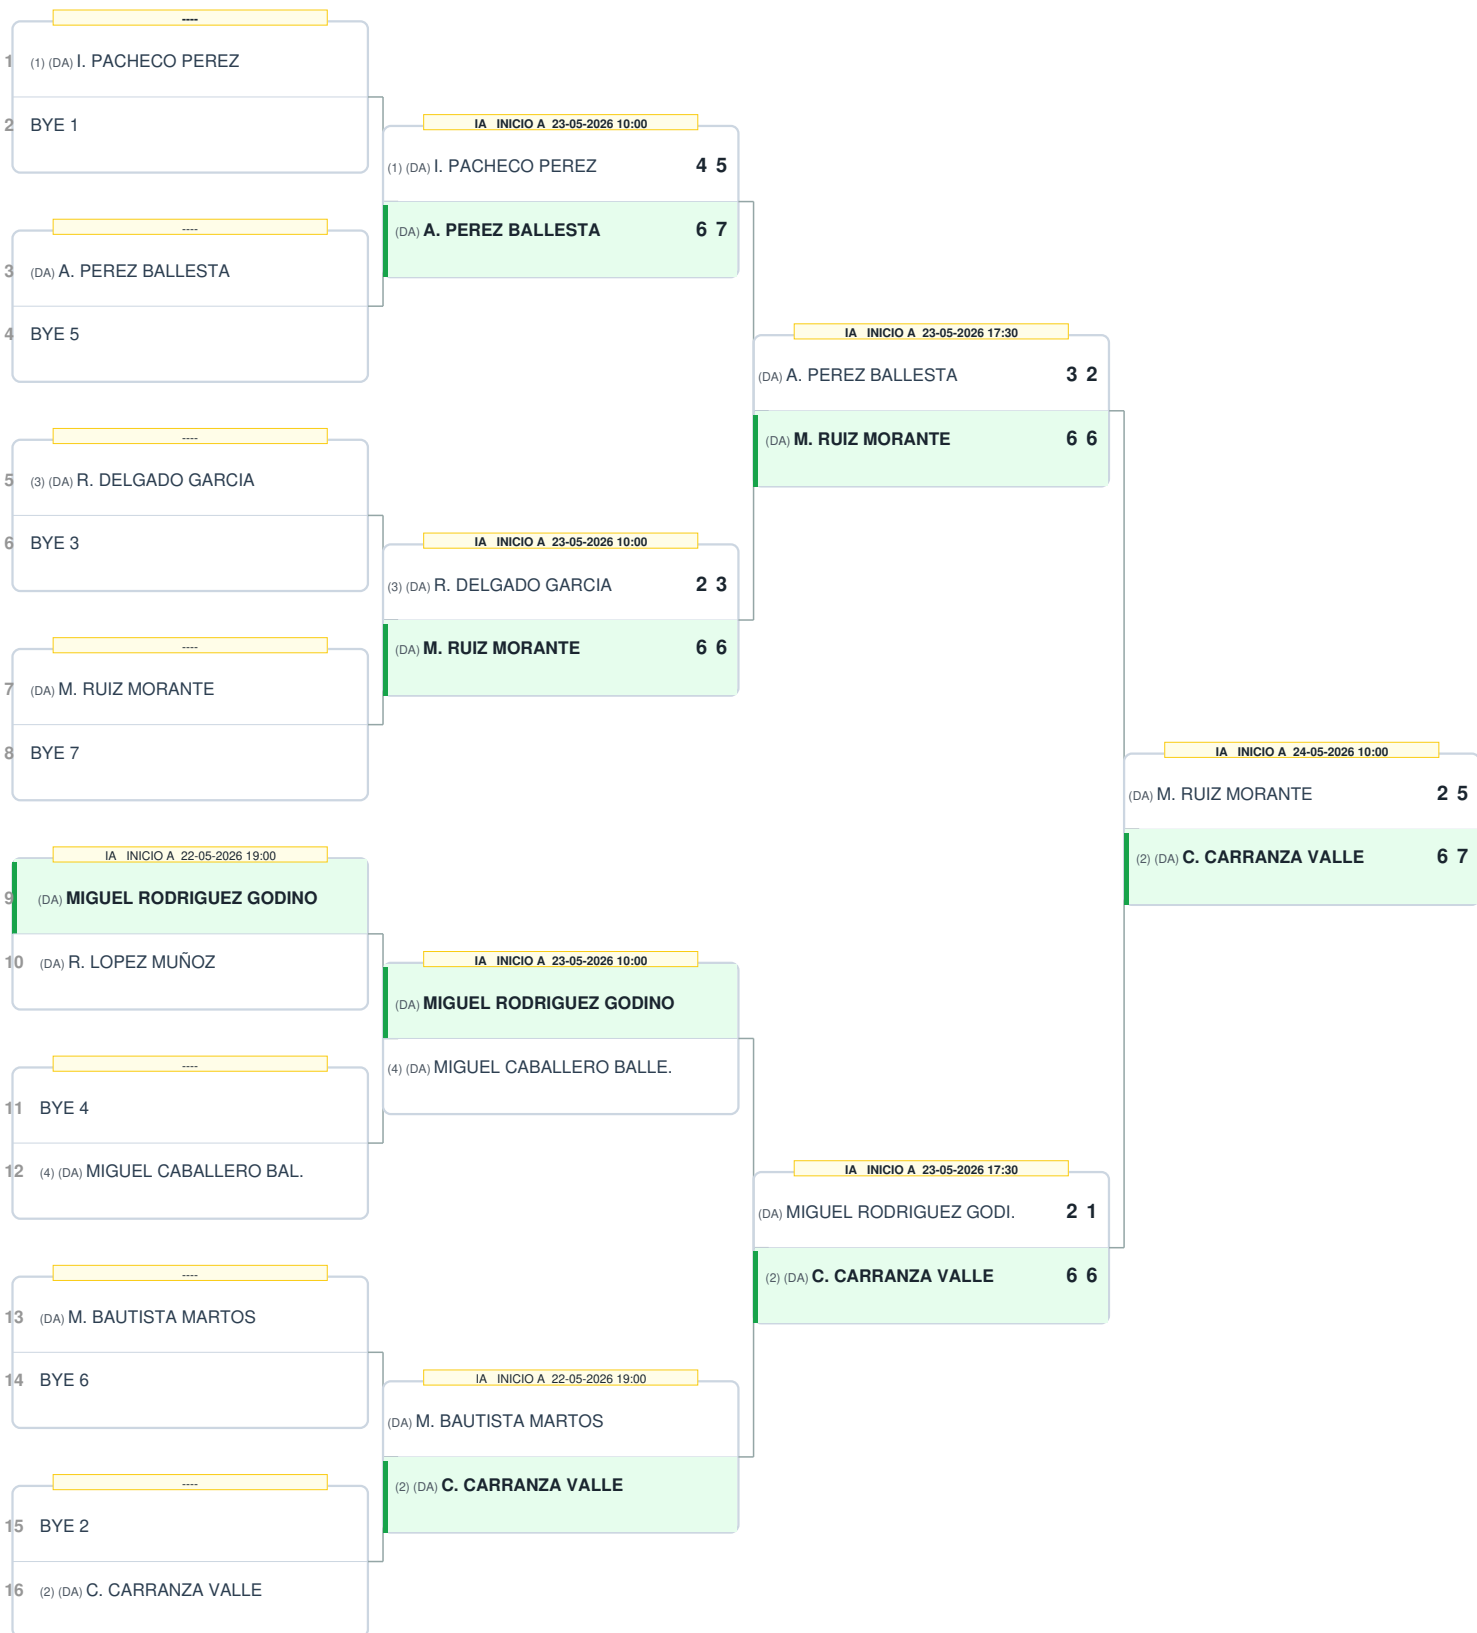 ----
1 (1) (DA) I. PACHECO PEREZ
2 BYE 1
----
3 (DA) A. PEREZ BALLESTA
4 BYE 5
----
5 (3) (DA) R. DELGADO GARCIA
6 BYE 3
----
7 (DA) M. RUIZ MORANTE
8 BYE 7
IA INICIO A 22-05-2026 19:00
9 (DA) MIGUEL RODRIGUEZ GODINO
10 (DA) R. LOPEZ MUÑOZ
----
11 BYE 4
12 (4) (DA) MIGUEL CABALLERO BAL.
----
13 (DA) M. BAUTISTA MARTOS
14 BYE 6
----
15 BYE 2
16 (2) (DA) C. CARRANZA VALLE
IA INICIO A 23-05-2026 10:00
(1) (DA) I. PACHECO PEREZ 4 5
(DA) A. PEREZ BALLESTA 6 7
IA INICIO A 23-05-2026 10:00
(3) (DA) R. DELGADO GARCIA 2 3
(DA) M. RUIZ MORANTE 6 6
IA INICIO A 23-05-2026 10:00
(DA) MIGUEL RODRIGUEZ GODINO
(4) (DA) MIGUEL CABALLERO BALLE.
IA INICIO A 22-05-2026 19:00
(DA) M. BAUTISTA MARTOS
(2) (DA) C. CARRANZA VALLE
IA INICIO A 23-05-2026 17:30
(DA) A. PEREZ BALLESTA 3 2
(DA) M. RUIZ MORANTE 6 6
IA INICIO A 23-05-2026 17:30
(DA) MIGUEL RODRIGUEZ GODI. 2 1
(2) (DA) C. CARRANZA VALLE 6 6
IA INICIO A 24-05-2026 10:00
(DA) M. RUIZ MORANTE 2 5
(2) (DA) C. CARRANZA VALLE 6 7